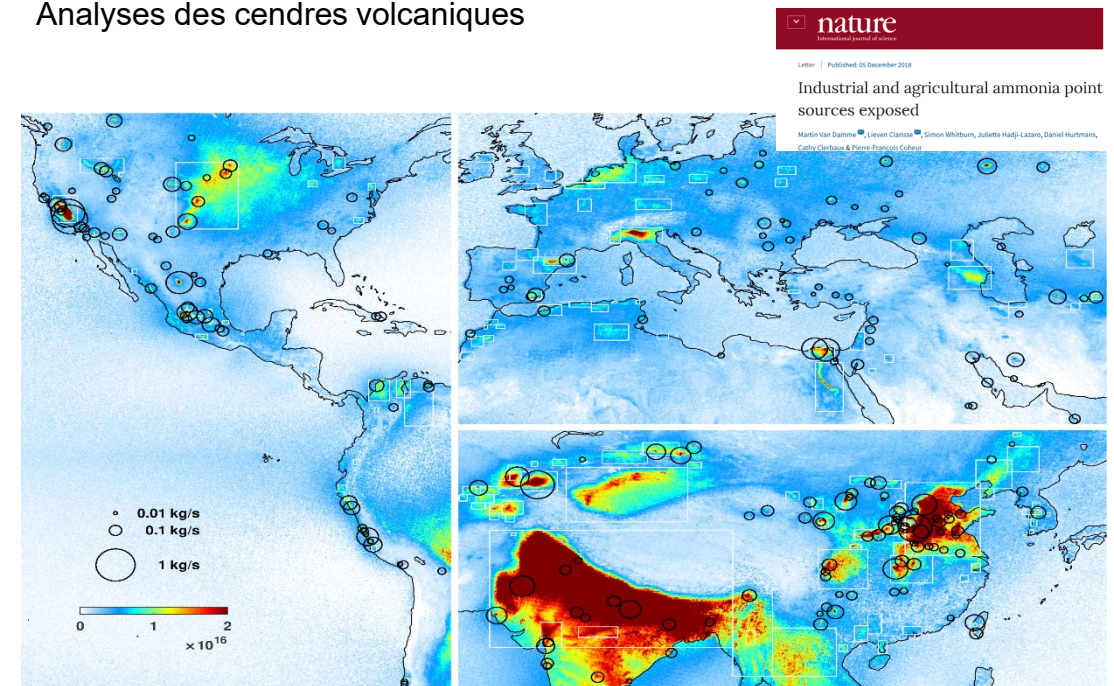 Analyses des cendres volcaniques
nature
International journal of science
Letter | Published: 05 December 2018
Industrial and agricultural ammonia point
sources exposed
Martin Van Damme, Lieven Clarisse, Simon Whitburn, Juliette Hadji-Lazaro, Daniel Hurtmans,
Cathy Clerbaux & Pierre-François Coheur
0.01 kg/s
0.1 kg/s
1 kg/s
0 1 2
×10^16